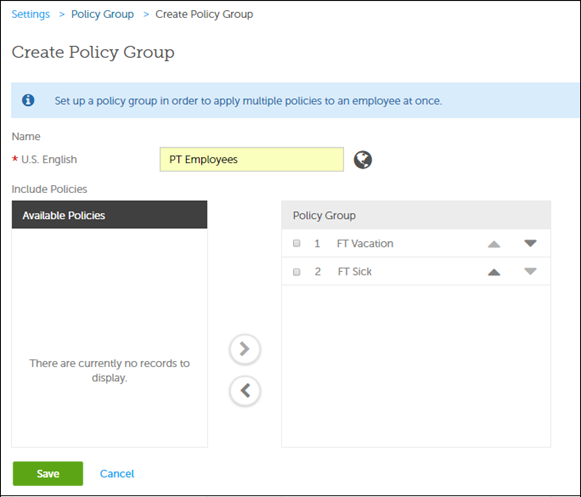 Settings > Policy Group > Create Policy Group
Create Policy Group
Set up a policy group in order to apply multiple policies to an employee at once.
Name
* U.S. English PT Employees
Include Policies
Available Policies
Policy Group
1 FT Vacation
2 FT Sick
There are currently no records to
display.
Save Cancel